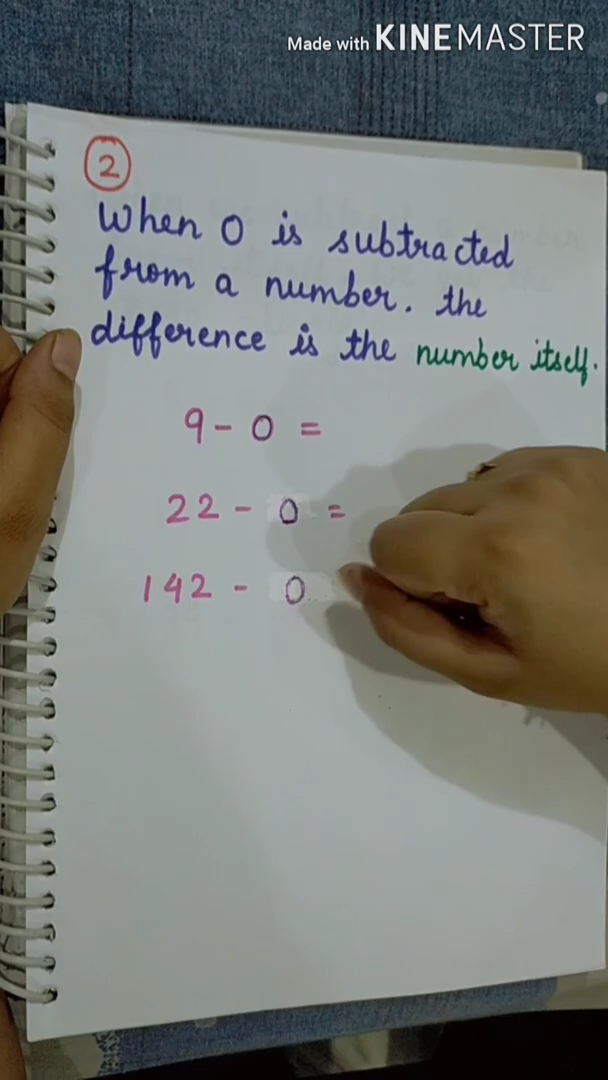 Made with KINEMASTER
2
When 0 is subtracted
from a number. the
difference is the number itself.
9 - 0 =
22 - 0 =
142 - 0